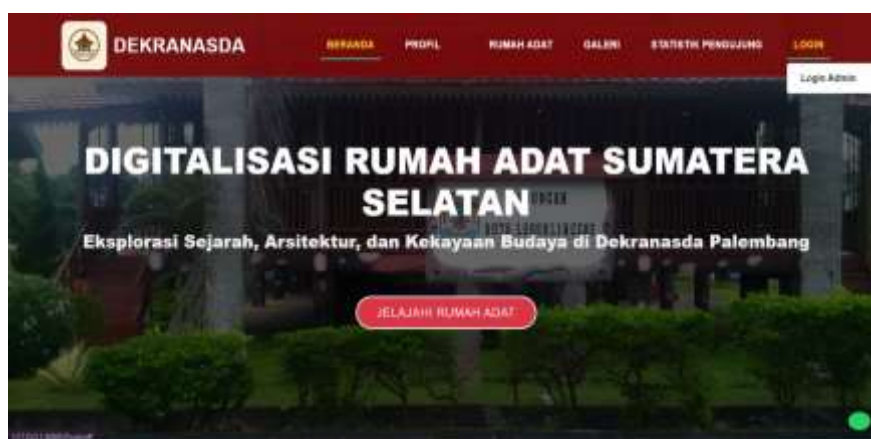 DEKRANASDA
BERANDA PROFIL RUMAH ADAT GALERI STATISTIK PENGUJUNG LOGIN
Login Admin
DIGITALISASI RUMAH ADAT SUMATERA
SELATAN
Eksplorasi Sejarah, Arsitektur, dan Kekayaan Budaya di Dekranasda Palembang
JELAJAHI RUMAH ADAT